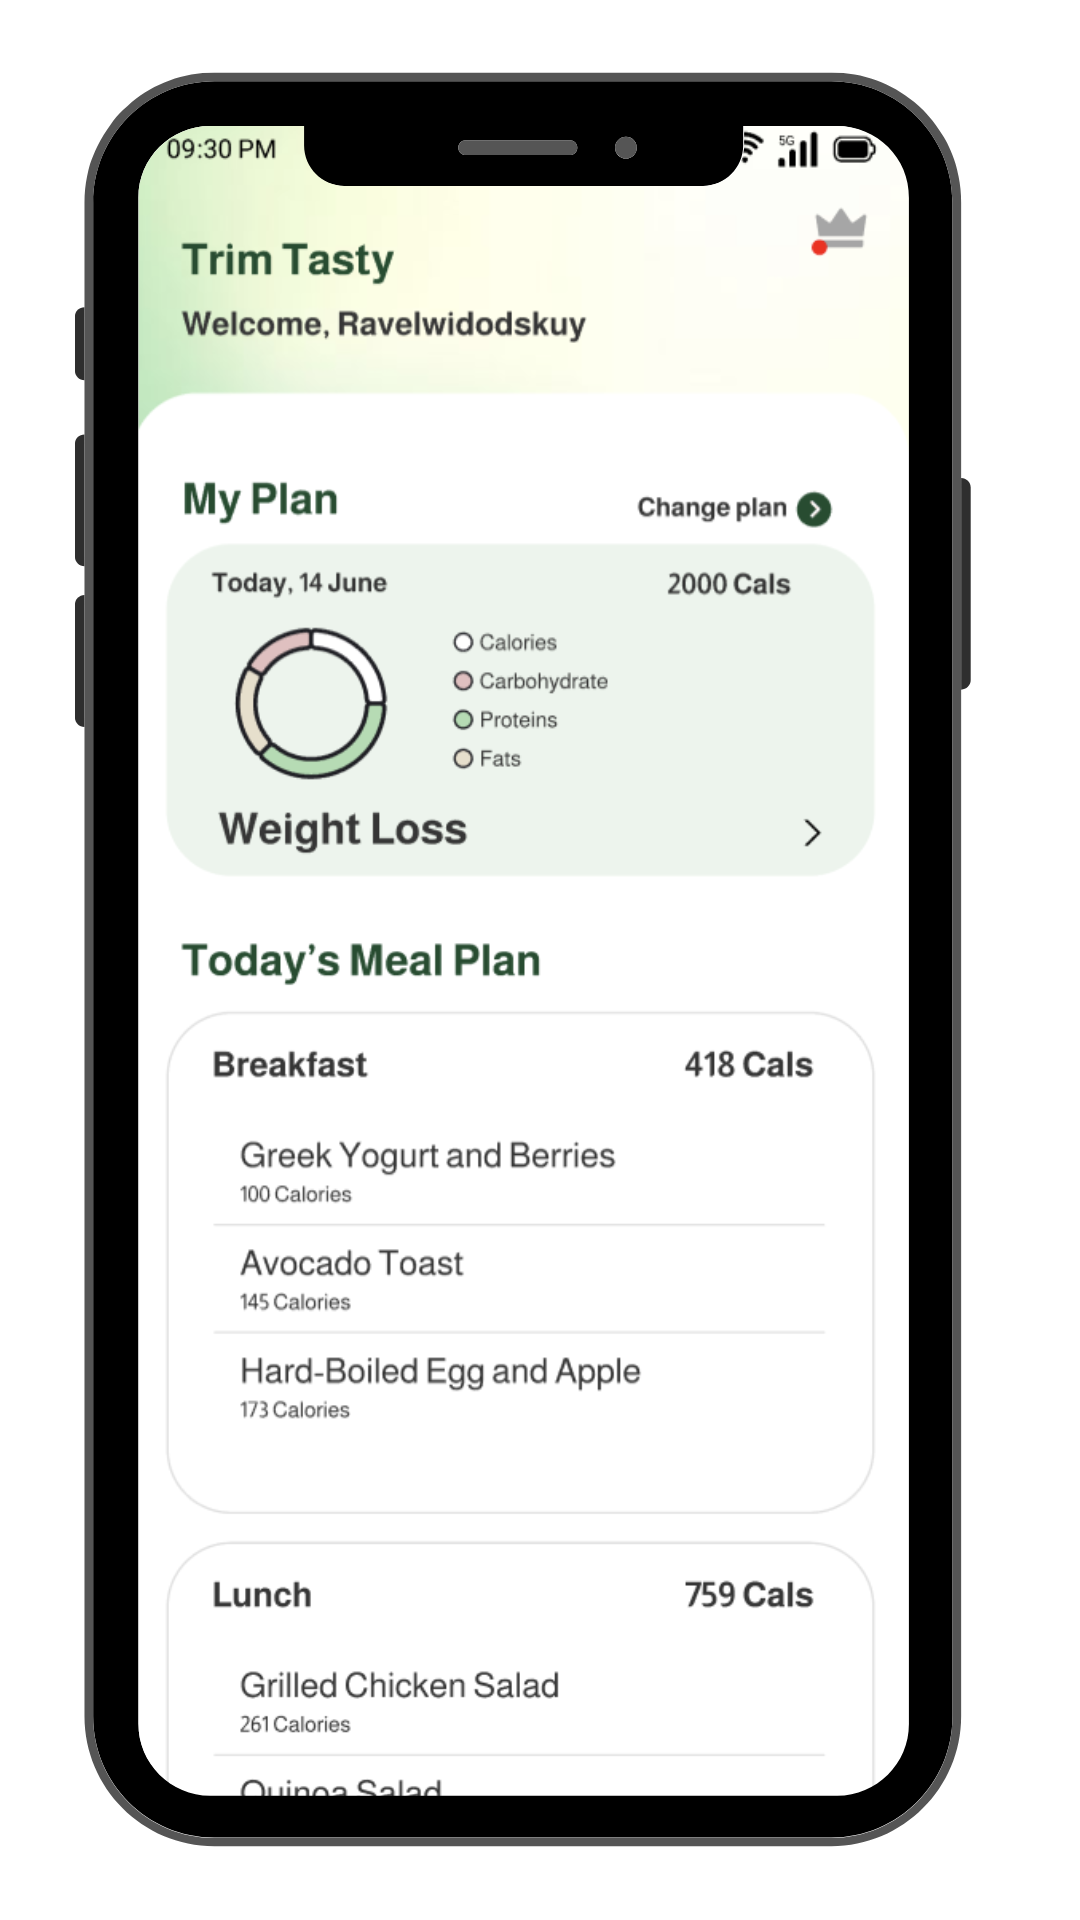 09:30 PM
5G
Trim Tasty
Welcome, Ravelwidodskuy
My Plan
Change plan
Today, 14 June
2000 Cals
Calories
Carbohydrate
Proteins
Fats
Weight Loss
Today's Meal Plan
Breakfast
418 Cals
Greek Yogurt and Berries
100 Calories
Avocado Toast
145 Calories
Hard-Boiled Egg and Apple
173 Calories
Lunch
759 Cals
Grilled Chicken Salad
261 Calories
Quinoa Salad